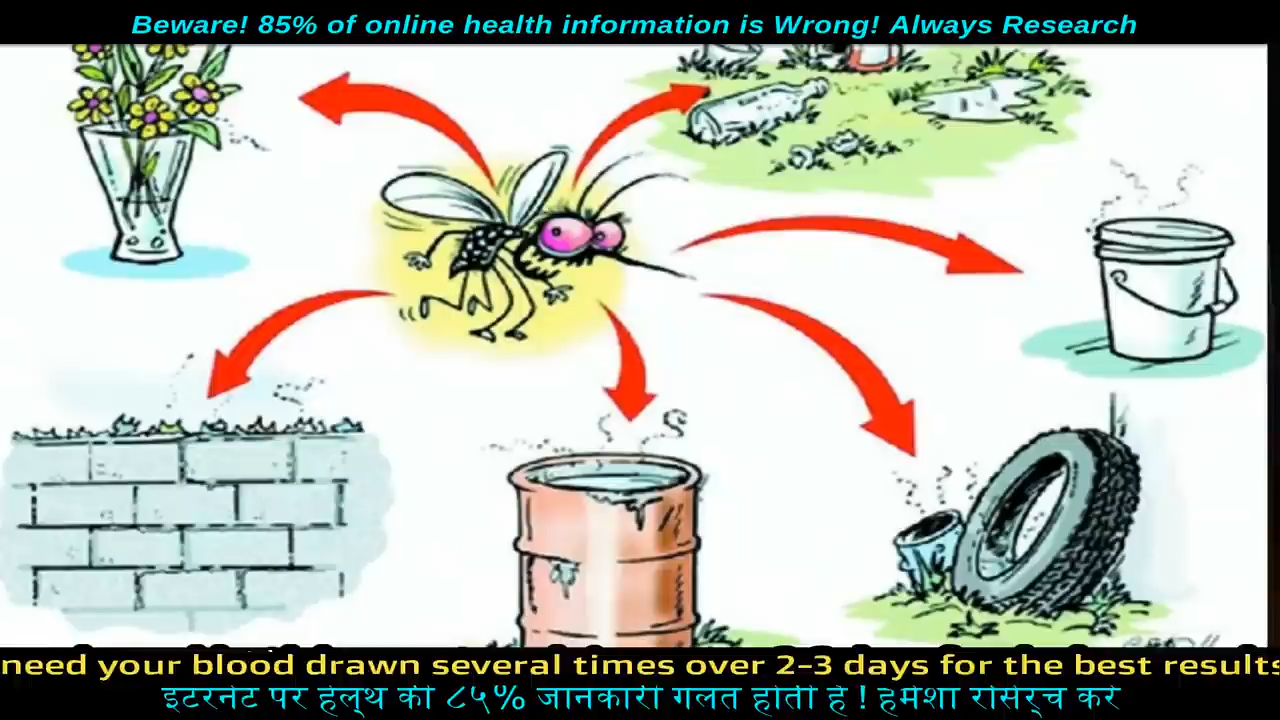 Beware! 85% of online health information is Wrong! Always Research
need your blood drawn several times over 2-3 days for the best results
इंटरनेट पर हेल्थ की ८५% जानकारी गलत होती है ! हमेशा रिसर्च करें